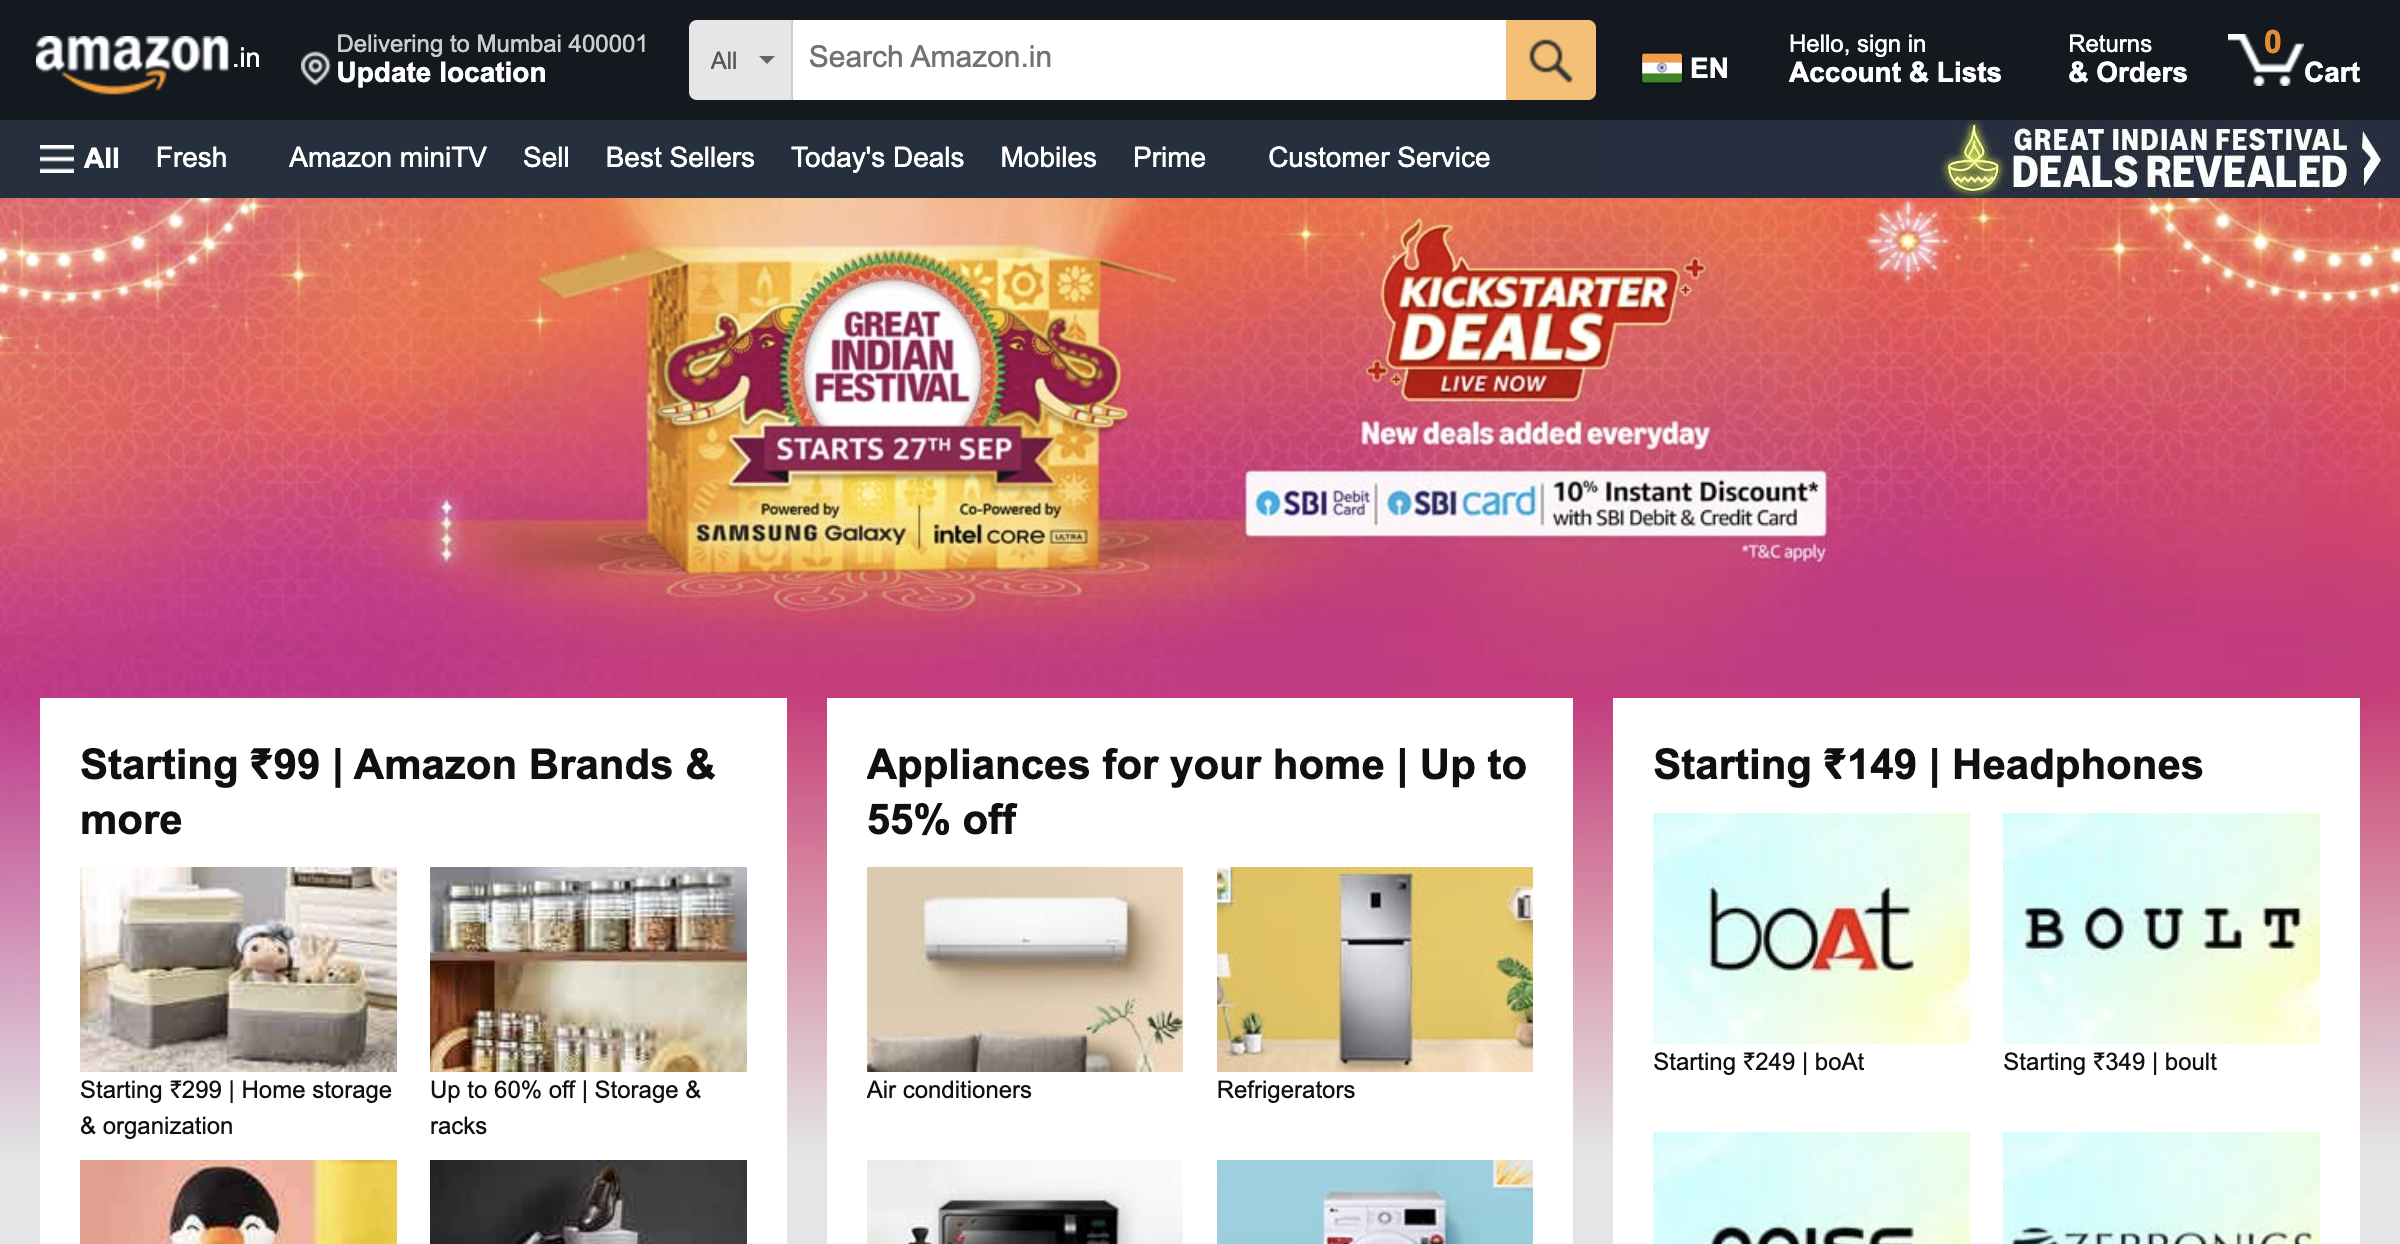 amazon.in
Delivering to Mumbai 400001
Update location
All
Search Amazon.in
EN
Hello, sign in
Account & Lists
Returns
& Orders
0
Cart
All
Fresh
Amazon miniTV
Sell
Best Sellers
Today's Deals
Mobiles
Prime
Customer Service
GREAT INDIAN FESTIVAL
DEALS REVEALED
GREAT
INDIAN
FESTIVAL
STARTS 27TH SEP
Powered by
SAMSUNG Galaxy
Co-Powered by
intel CORE ULTRA
KICKSTARTER
DEALS
LIVE NOW
New deals added everyday
SBI Debit Card
SBI card
10% Instant Discount*
with SBI Debit & Credit Card
*T&C apply
Starting ₹99 | Amazon Brands &
more
Starting ₹299 | Home storage
& organization
Up to 60% off | Storage &
racks
Appliances for your home | Up to
55% off
Air conditioners
Refrigerators
Starting ₹149 | Headphones
boAt
BOULT
Starting ₹249 | boAt
Starting ₹349 | boult
noise
ZEBRONICS